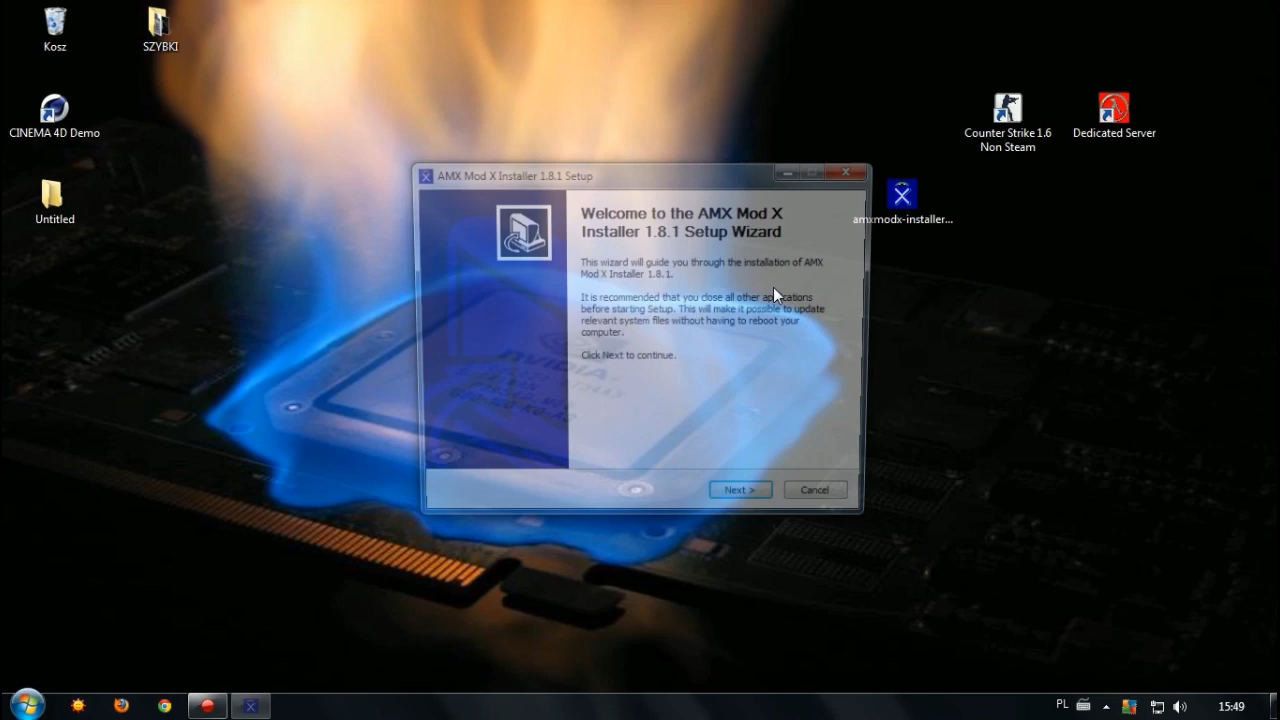 Kosz
SZYBKI
CINEMA 4D Demo
Untitled
Counter Strike 1.6
Non Steam
Dedicated Server
amxmodx-installer...
AMX Mod X Installer 1.8.1 Setup
Welcome to the AMX Mod X
Installer 1.8.1 Setup Wizard
This wizard will guide you through the installation of AMX
Mod X Installer 1.8.1.
It is recommended that you close all other applications
before starting Setup. This will make it possible to update
relevant system files without having to reboot your
computer.
Click Next to continue.
NVIDIA
Next >
Cancel
PL
15:49